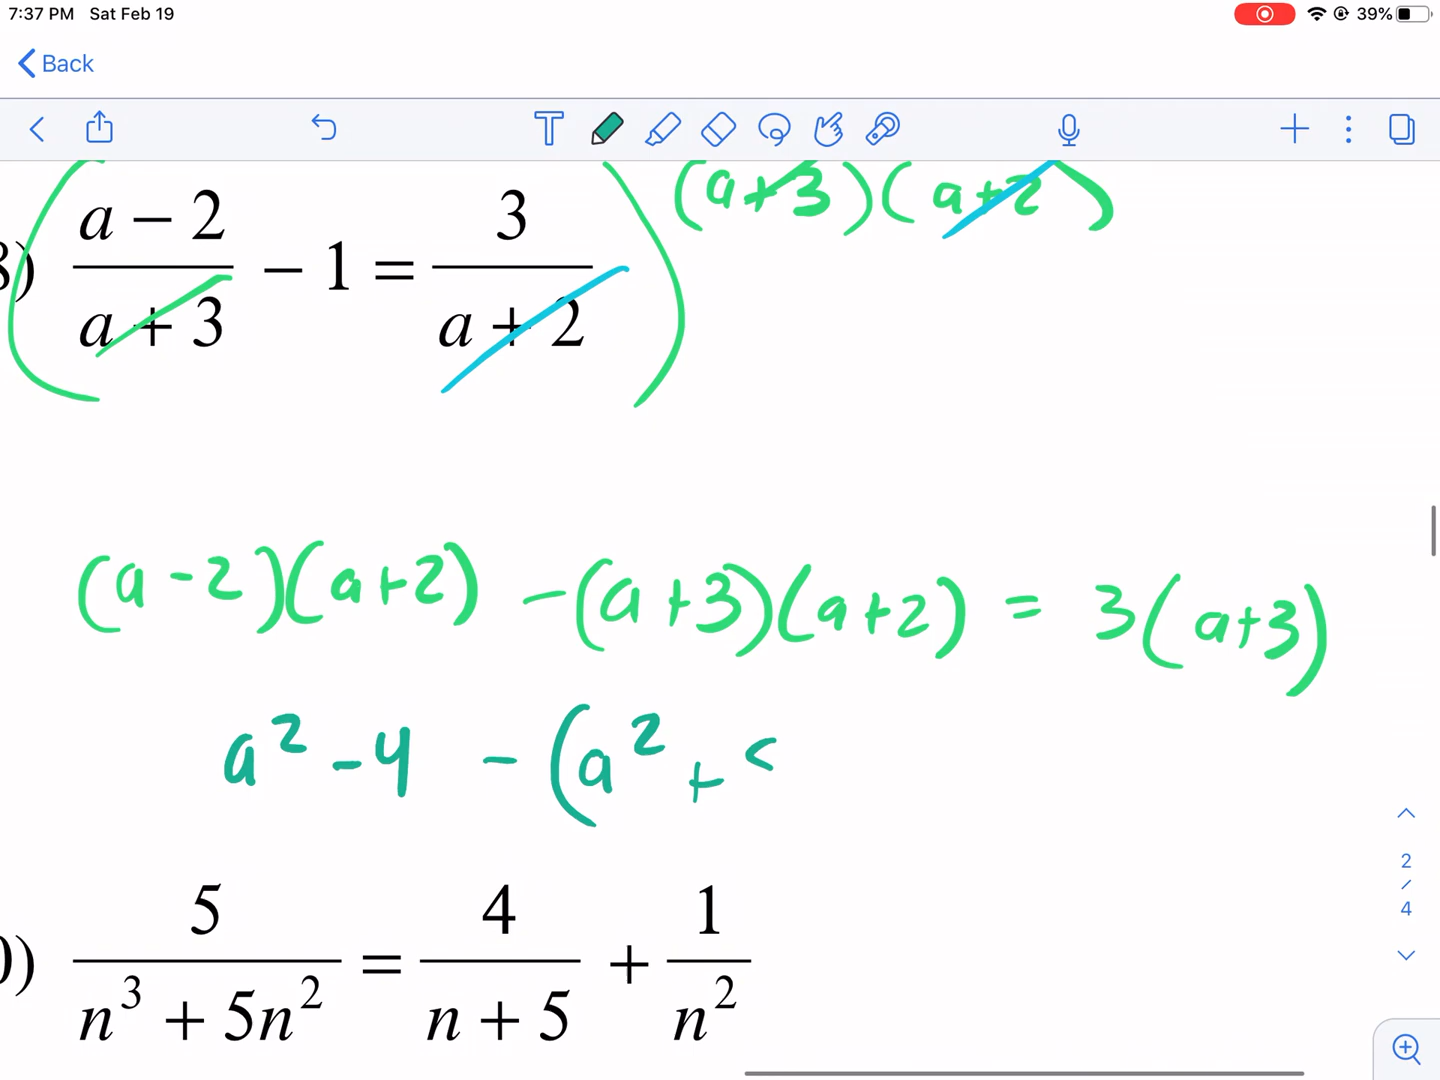 7:37 PM Sat Feb 19 39%
Back
(a+3)(a+2)
8) (a − 2)/(a + 3) − 1 = 3/(a + 2)
(a-2)(a+2) -(a+3)(a+2) = 3(a+3)
a² -4 - (a² +
0) 5/(n³ + 5n²) = 4/(n + 5) + 1/n²
2
/
4